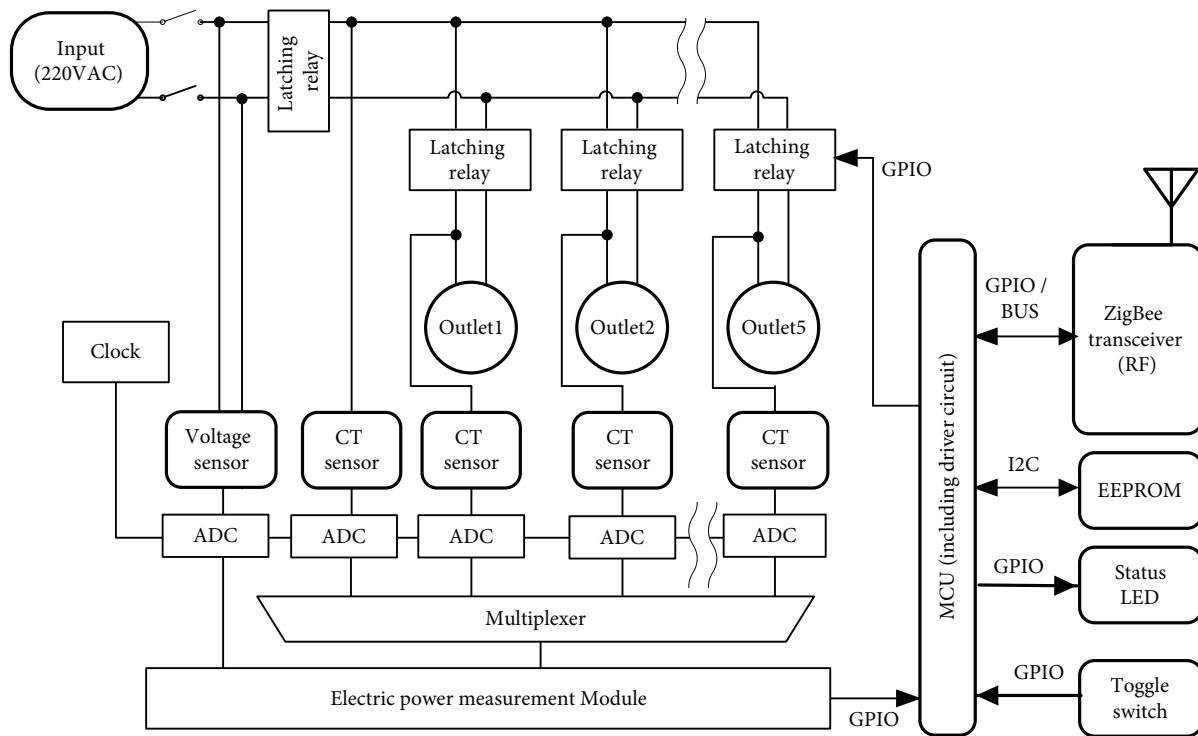 Input
(220VAC)
Latching
relay
Latching
relay
Latching
relay
Latching
relay
GPIO
Outlet1
Outlet2
Outlet5
GPIO /
BUS
ZigBee
transceiver
(RF)
Clock
Voltage
sensor
CT
sensor
CT
sensor
CT
sensor
CT
sensor
MCU (including driver circuit)
I2C
EEPROM
ADC
ADC
ADC
ADC
ADC
GPIO
Status
LED
Multiplexer
Electric power measurement Module
GPIO
GPIO
Toggle
switch